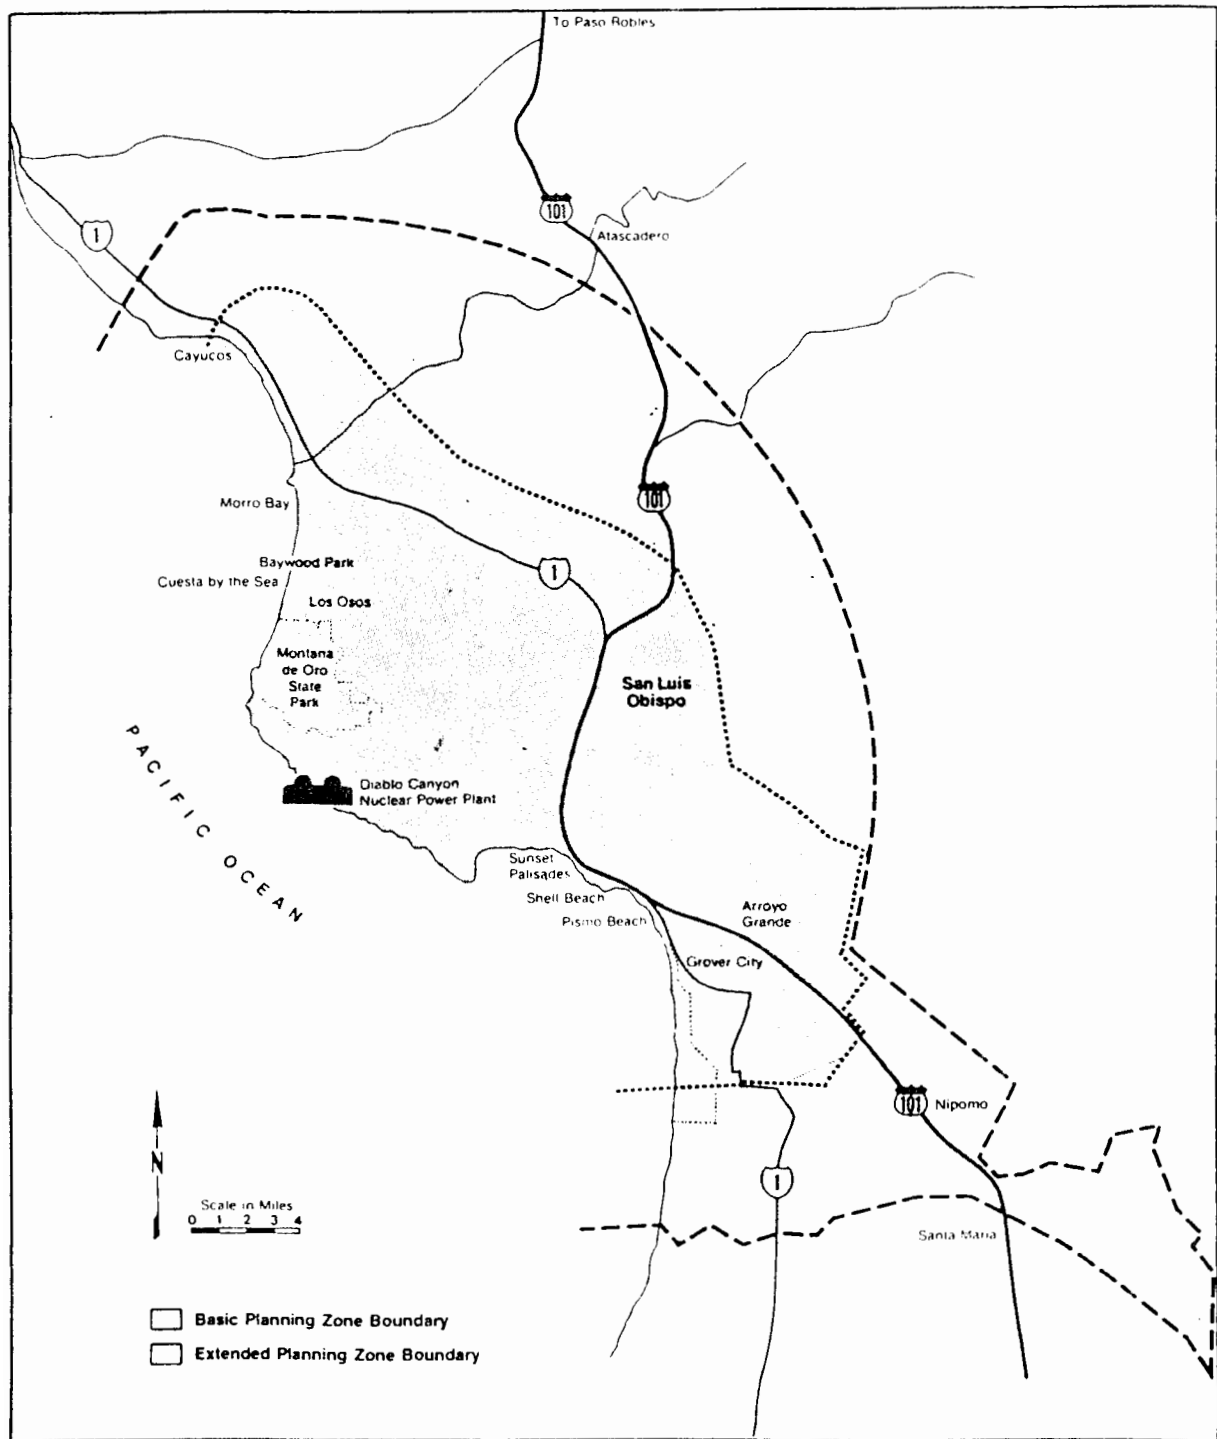 To Paso Robles
101
Atascadero
1
Cayucos
101
Morro Bay
Baywood Park
Cuesta by the Sea
1
Los Osos
Montana
de Oro
State
Park
San Luis
Obispo
PACIFIC OCEAN
Diablo Canyon
Nuclear Power Plant
Sunset
Palisades
Shell Beach
Pismo Beach
Arroyo
Grande
Grover City
101
Nipomo
N
1
Scale in Miles
0 1 2 3 4
Santa Maria
Basic Planning Zone Boundary
Extended Planning Zone Boundary